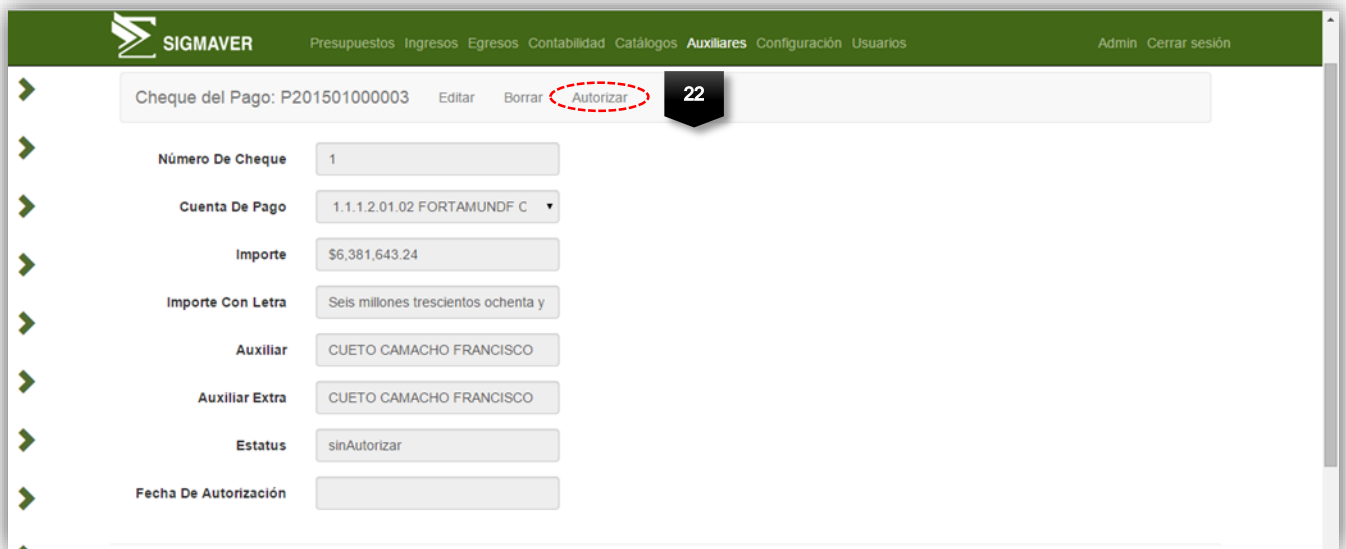 SIGMAVER Presupuestos Ingresos Egresos Contabilidad Catálogos Auxiliares Configuración Usuarios Admin Cerrar sesión
Cheque del Pago: P201501000003 Editar Borrar Autorizar 22
Número De Cheque 1
Cuenta De Pago 1.1.1.2.01.02 FORTAMUNDF C
Importe $6,381,643.24
Importe Con Letra Seis millones trescientos ochenta y
Auxiliar CUETO CAMACHO FRANCISCO
Auxiliar Extra CUETO CAMACHO FRANCISCO
Estatus sinAutorizar
Fecha De Autorización